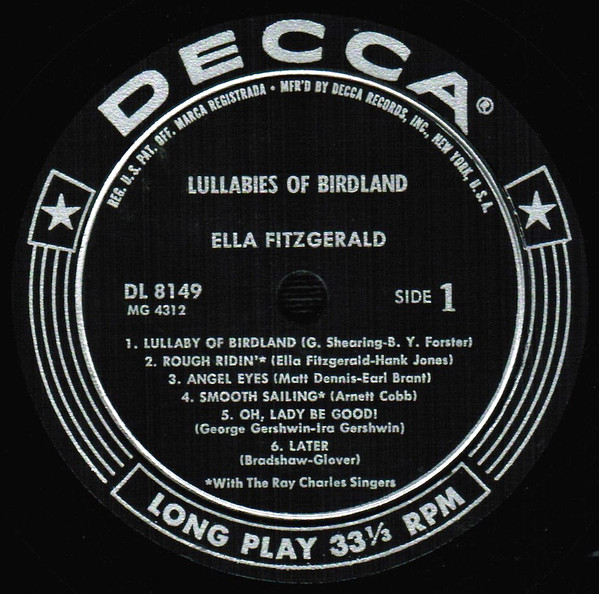 DECCA®
REG. U.S. PAT. OFF. MARCA REGISTRADA • MFR'D BY DECCA RECORDS, INC., NEW YORK, U.S.A.
LULLABIES OF BIRDLAND
ELLA FITZGERALD
DL 8149
MG 4312
SIDE 1
1. LULLABY OF BIRDLAND (G. Shearing-B. Y. Forster)
2. ROUGH RIDIN'* (Ella Fitzgerald-Hank Jones)
3. ANGEL EYES (Matt Dennis-Earl Brant)
4. SMOOTH SAILING* (Arnett Cobb)
5. OH, LADY BE GOOD!
(George Gershwin-Ira Gershwin)
6. LATER
(Bradshaw-Glover)
*With The Ray Charles Singers
LONG PLAY 33⅓ RPM